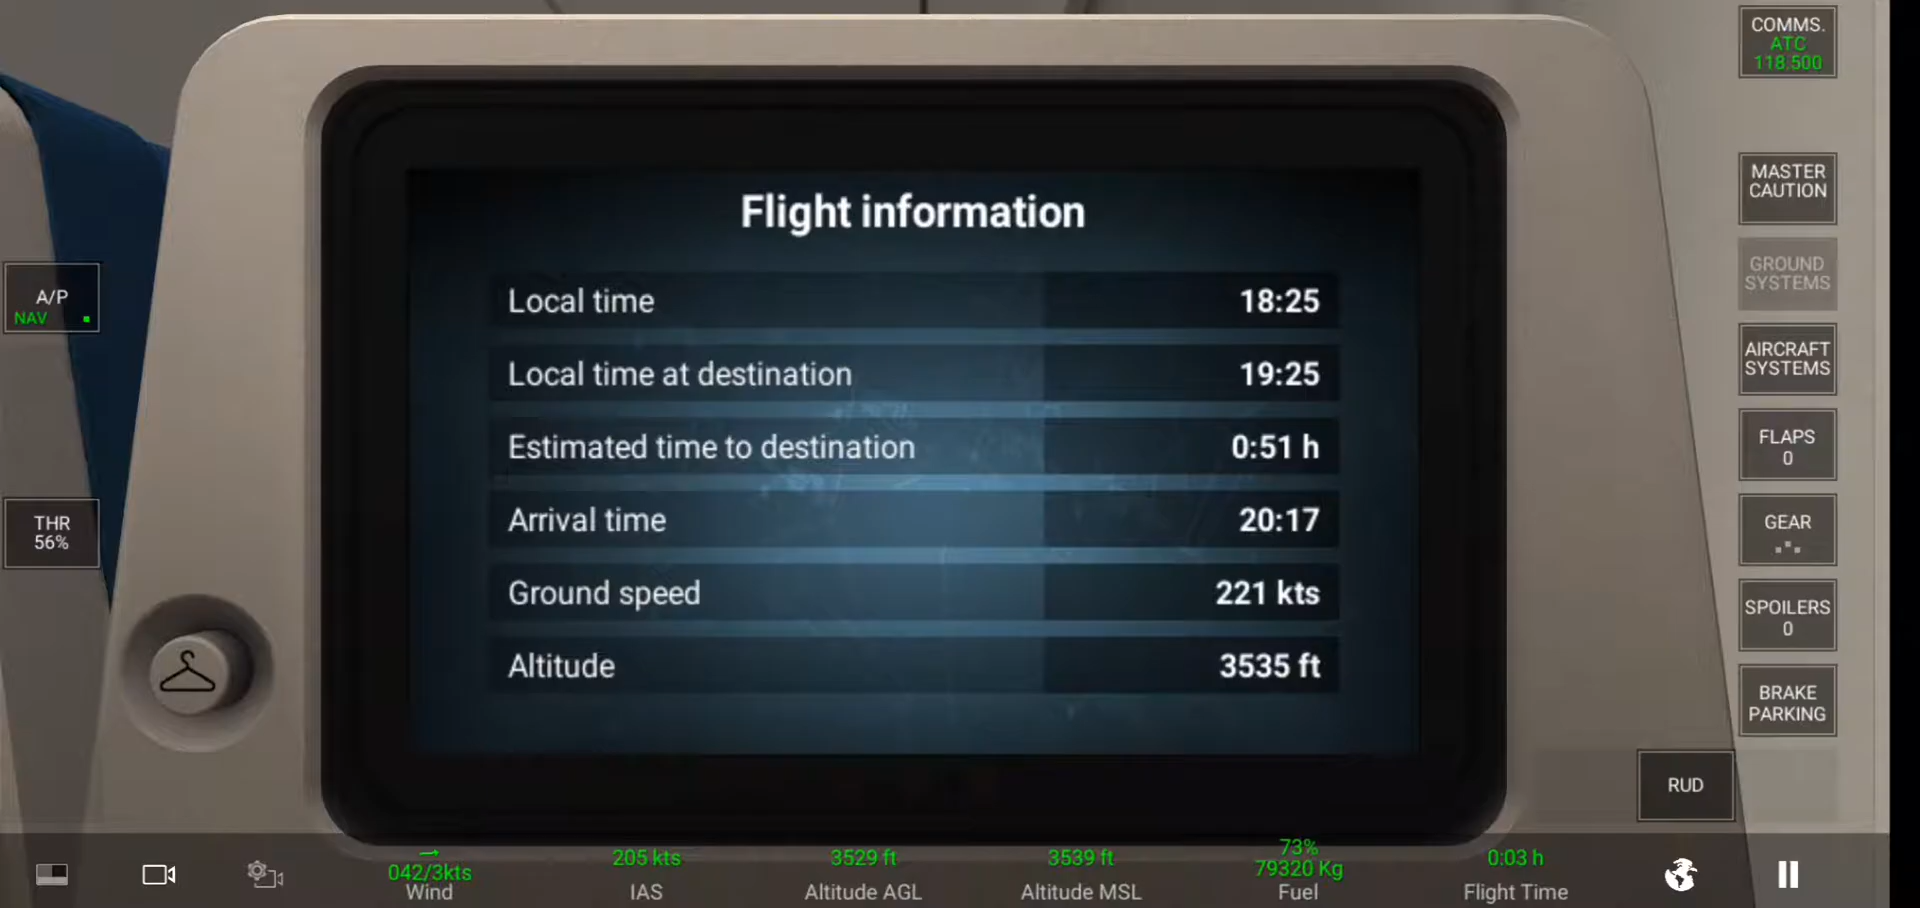 COMMS.
ATC
118.500
MASTER
CAUTION
GROUND
SYSTEMS
A/P
NAV
AIRCRAFT
SYSTEMS
FLAPS
0
THR
56%
GEAR
SPOILERS
0
BRAKE
PARKING
RUD
Flight information
Local time 18:25
Local time at destination 19:25
Estimated time to destination 0:51 h
Arrival time 20:17
Ground speed 221 kts
Altitude 3535 ft
042/3kts
Wind
205 kts
IAS
3529 ft
Altitude AGL
3539 ft
Altitude MSL
73%
79320 Kg
Fuel
0:03 h
Flight Time